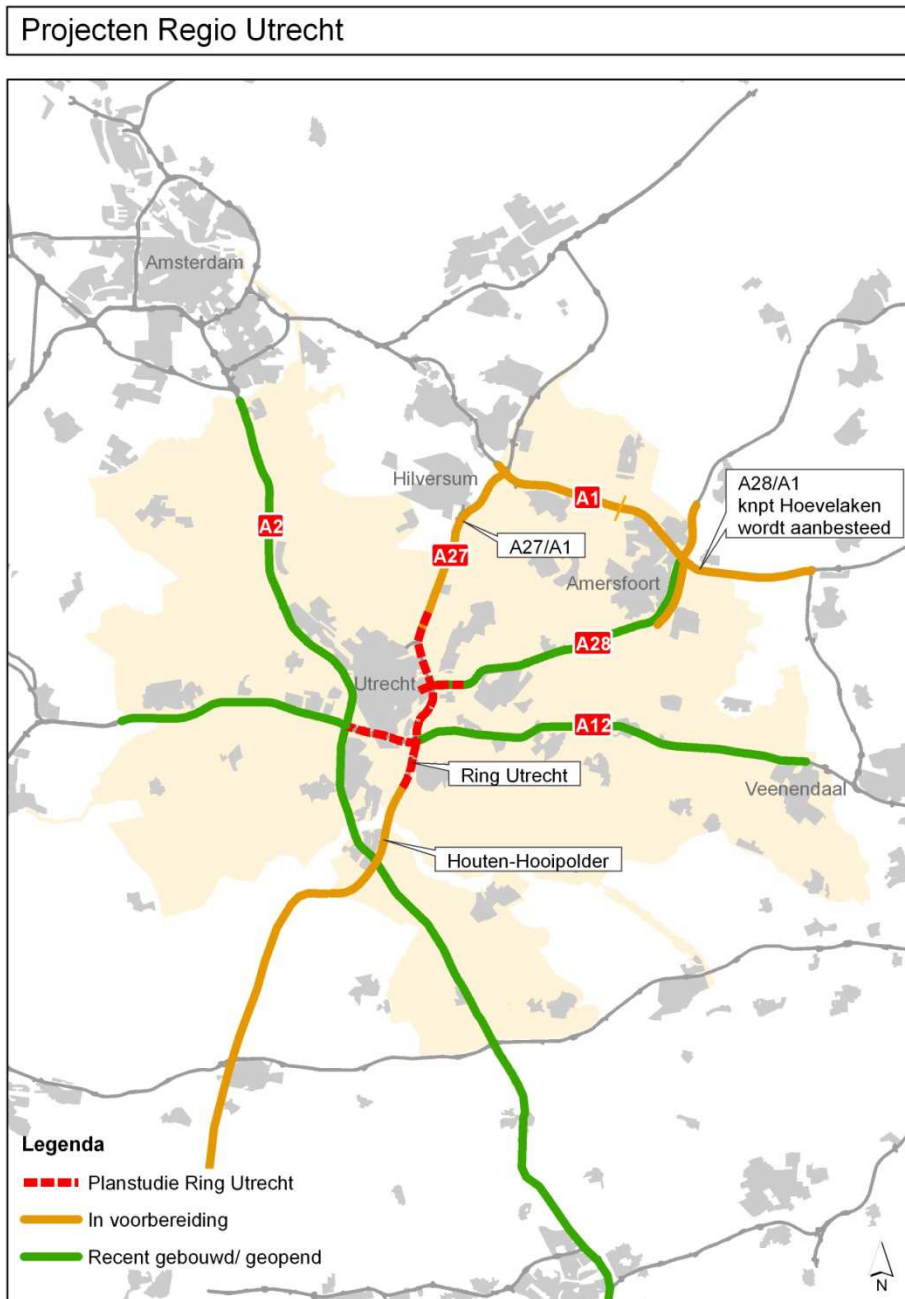 Projecten Regio Utrecht
Amsterdam
Hilversum
A1
A28/A1
knpt Hoevelaken
wordt aanbesteed
A2
A27/A1
A27
Amersfoort
A28
Utrecht
A12
Ring Utrecht
Veenendaal
Houten-Hooipolder
Legenda
Planstudie Ring Utrecht
In voorbereiding
Recent gebouwd/ geopend
N